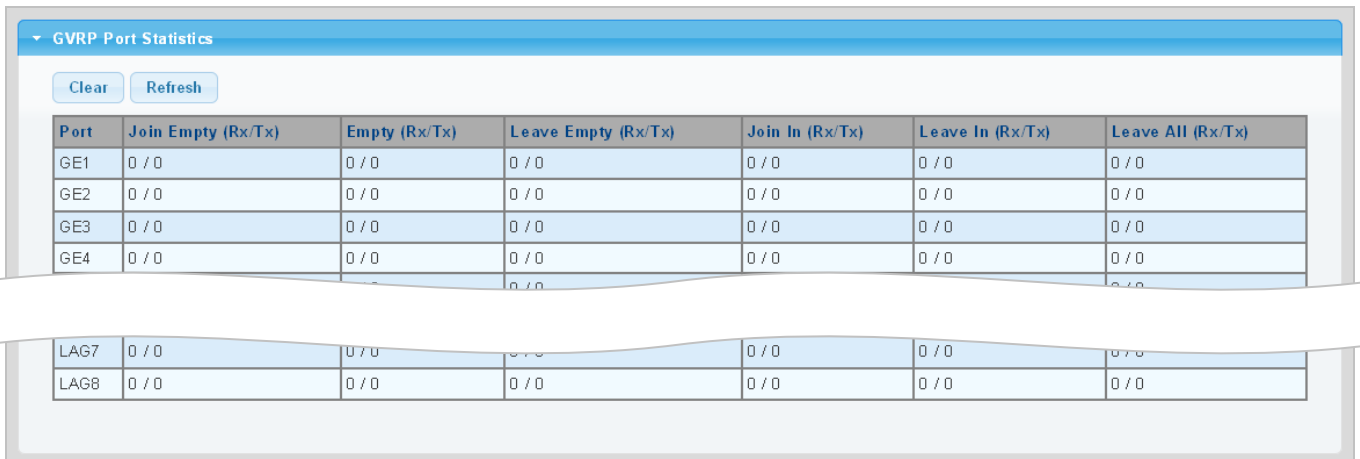 GVRP Port Statistics
Clear Refresh
Port Join Empty (Rx/Tx) Empty (Rx/Tx) Leave Empty (Rx/Tx) Join In (Rx/Tx) Leave In (Rx/Tx) Leave All (Rx/Tx)
GE1 0 / 0 0 / 0 0 / 0 0 / 0 0 / 0 0 / 0
GE2 0 / 0 0 / 0 0 / 0 0 / 0 0 / 0 0 / 0
GE3 0 / 0 0 / 0 0 / 0 0 / 0 0 / 0 0 / 0
GE4 0 / 0 0 / 0 0 / 0 0 / 0 0 / 0 0 / 0
0 / 0
LAG7 0 / 0 0 / 0 0 / 0 0 / 0
LAG8 0 / 0 0 / 0 0 / 0 0 / 0 0 / 0 0 / 0